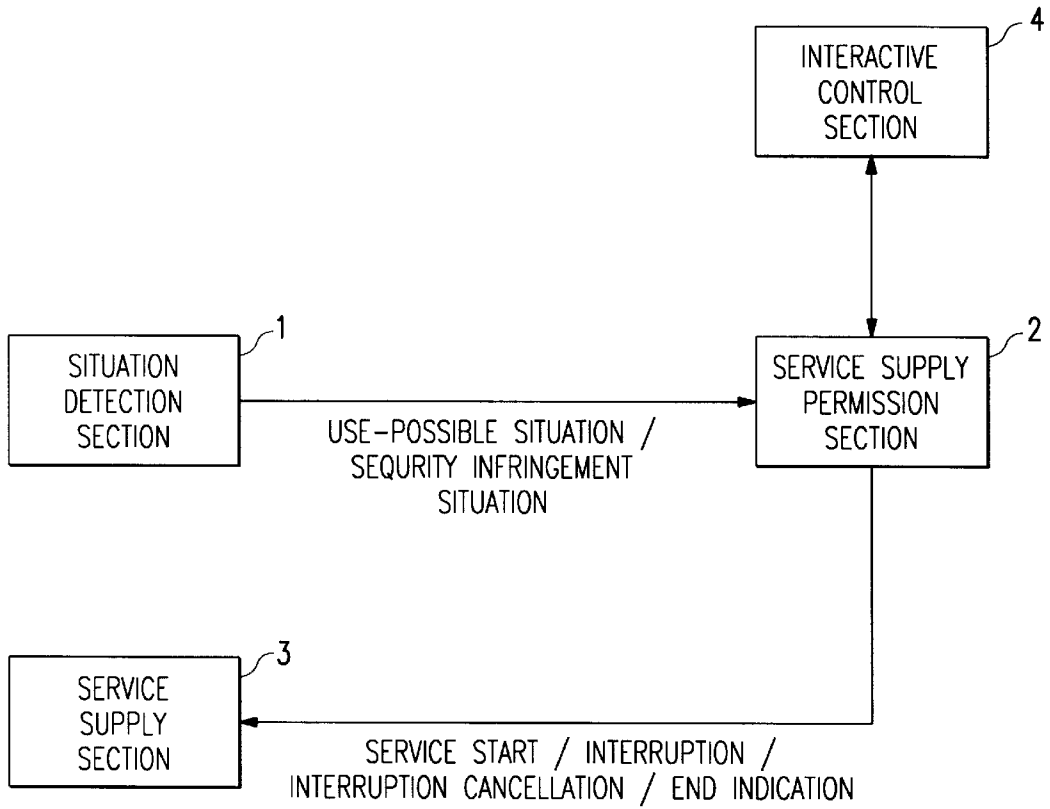 4
INTERACTIVE
CONTROL
SECTION
1
SITUATION
DETECTION
SECTION
USE-POSSIBLE SITUATION /
SEQURITY INFRINGEMENT
SITUATION
2
SERVICE SUPPLY
PERMISSION
SECTION
3
SERVICE
SUPPLY
SECTION
SERVICE START / INTERRUPTION /
INTERRUPTION CANCELLATION / END INDICATION